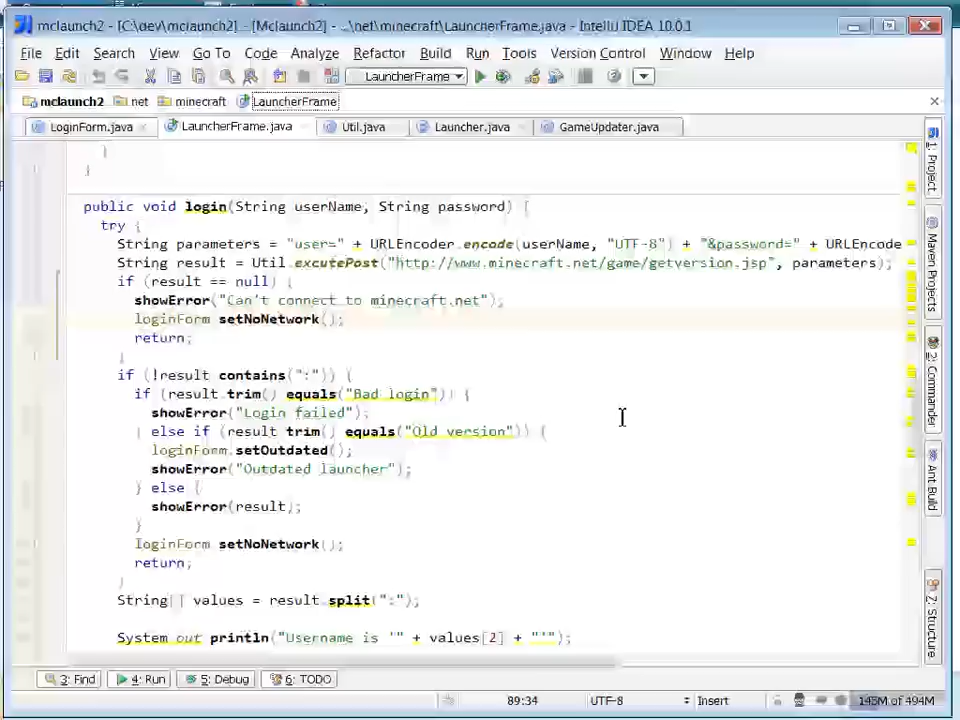 mclaunch2 - [C:\dev\mclaunch2] - [Mclaunch] - ...\net\minecraft\LauncherFrame.java - IntelliJ IDEA 10.0.1
File Edit Search View Go To Code Analyze Refactor Build Run Tools Version Control Window Help
LauncherFrame
mclaunch2 net minecraft LauncherFrame
LoginForm.java LauncherFrame.java Util.java Launcher.java GameUpdater.java
}
}
public void login(String userName, String password) {
try {
String parameters = "user=" + URLEncoder.encode(userName, "UTF-8") + "&password=" + URLEncode
String result = Util.excutePost("http://www.minecraft.net/game/getversion.jsp", parameters);
if (result == null) {
showError("Can't connect to minecraft.net");
loginForm.setNoNetwork();
return;
}
if (!result.contains(":")) {
if (result.trim().equals("Bad login")) {
showError("Login failed");
} else if (result.trim().equals("Old version")) {
loginForm.setOutdated();
showError("Outdated launcher");
} else {
showError(result);
}
loginForm.setNoNetwork();
return;
}
String[] values = result.split(":");
System.out.println("Username is '" + values[2] + "'");
1: Project
Maven Projects
2: Commander
Ant Build
7: Structure
3: Find 4: Run 5: Debug 6: TODO
89:34 UTF-8 Insert 145M of 494M